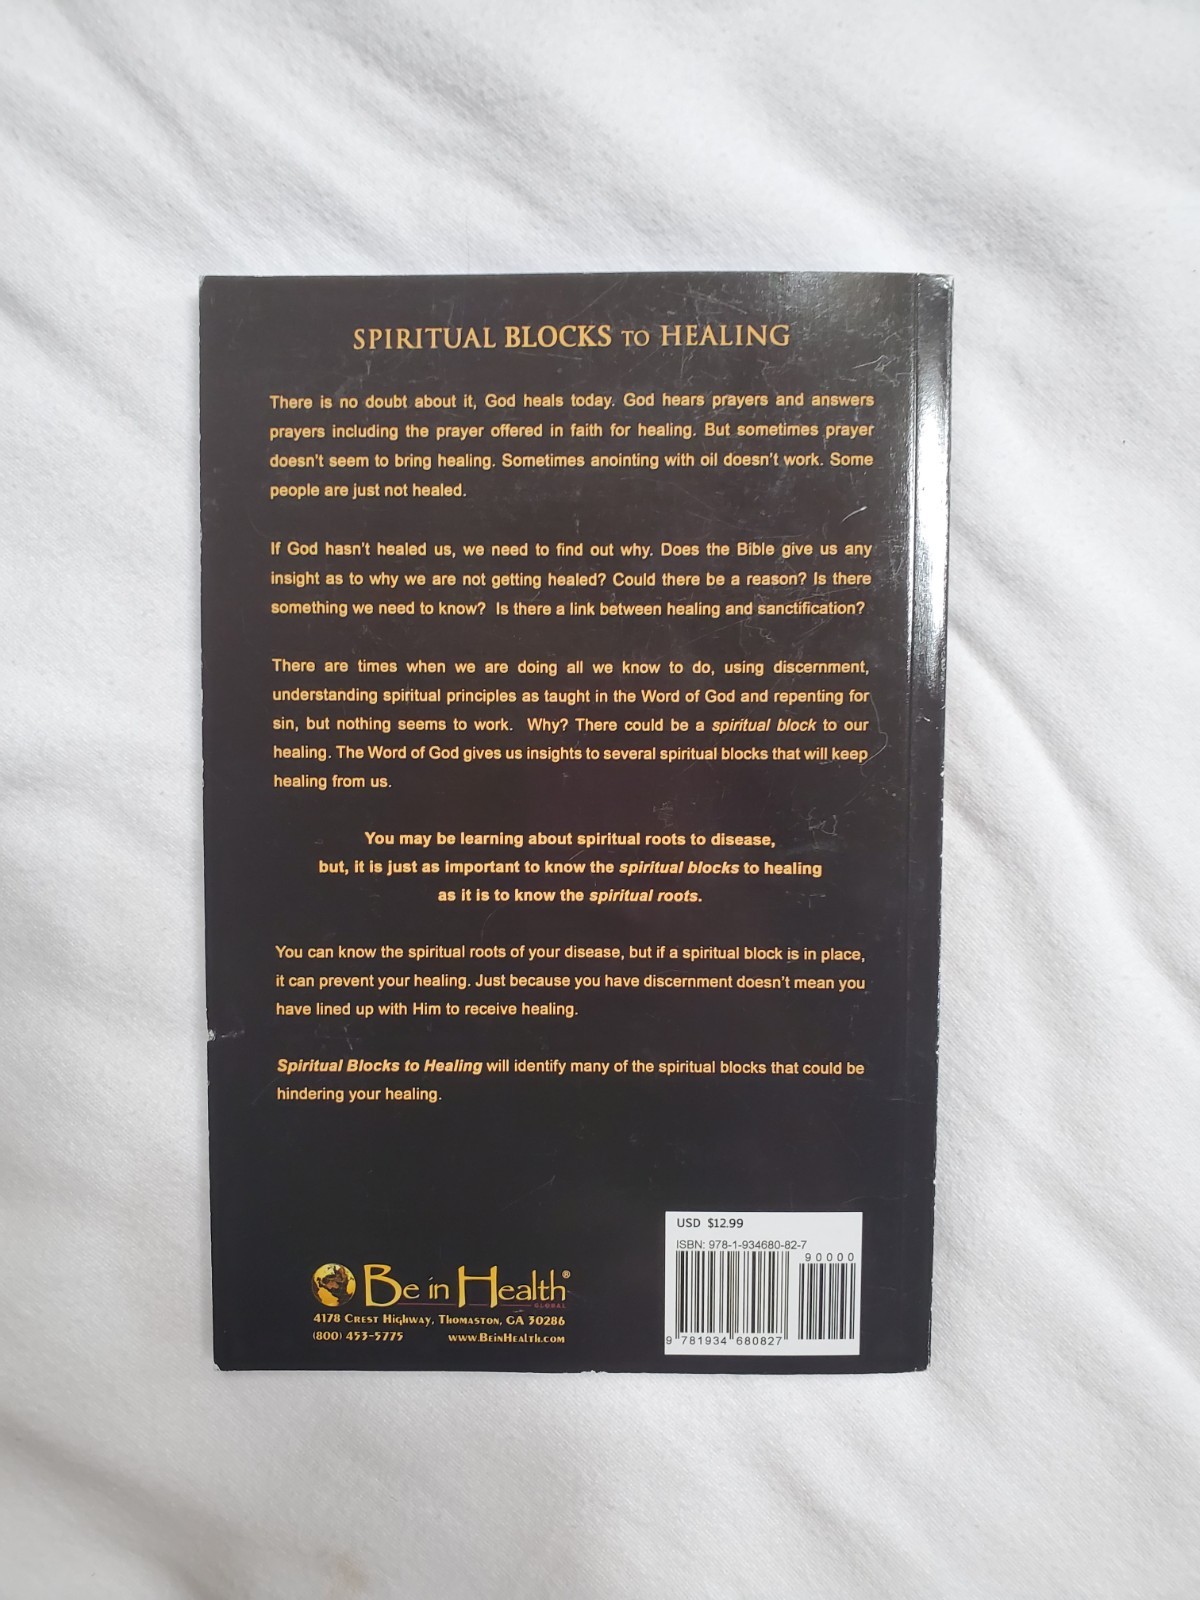 SPIRITUAL BLOCKS TO HEALING
There is no doubt about it, God heals today. God hears prayers and answers
prayers including the prayer offered in faith for healing. But sometimes prayer
doesn't seem to bring healing. Sometimes anointing with oil doesn't work. Some
people are just not healed.
If God hasn't healed us, we need to find out why. Does the Bible give us any
insight as to why we are not getting healed? Could there be a reason? Is there
something we need to know? Is there a link between healing and sanctification?
There are times when we are doing all we know to do, using discernment,
understanding spiritual principles as taught in the Word of God and repenting for
sin, but nothing seems to work. Why? There could be a spiritual block to our
healing. The Word of God gives us insights to several spiritual blocks that will keep
healing from us.
You may be learning about spiritual roots to disease,
but, it is just as important to know the spiritual blocks to healing
as it is to know the spiritual roots.
You can know the spiritual roots of your disease, but if a spiritual block is in place,
it can prevent your healing. Just because you have discernment doesn't mean you
have lined up with Him to receive healing.
Spiritual Blocks to Healing will identify many of the spiritual blocks that could be
hindering your healing.
Be in Health®
GLOBAL
4178 Crest Highway, Thomaston, GA 30286
(800) 453-5775 www.BeinHealth.com
USD $12.99
ISBN: 978-1-934680-82-7
90000
9 781934 680827